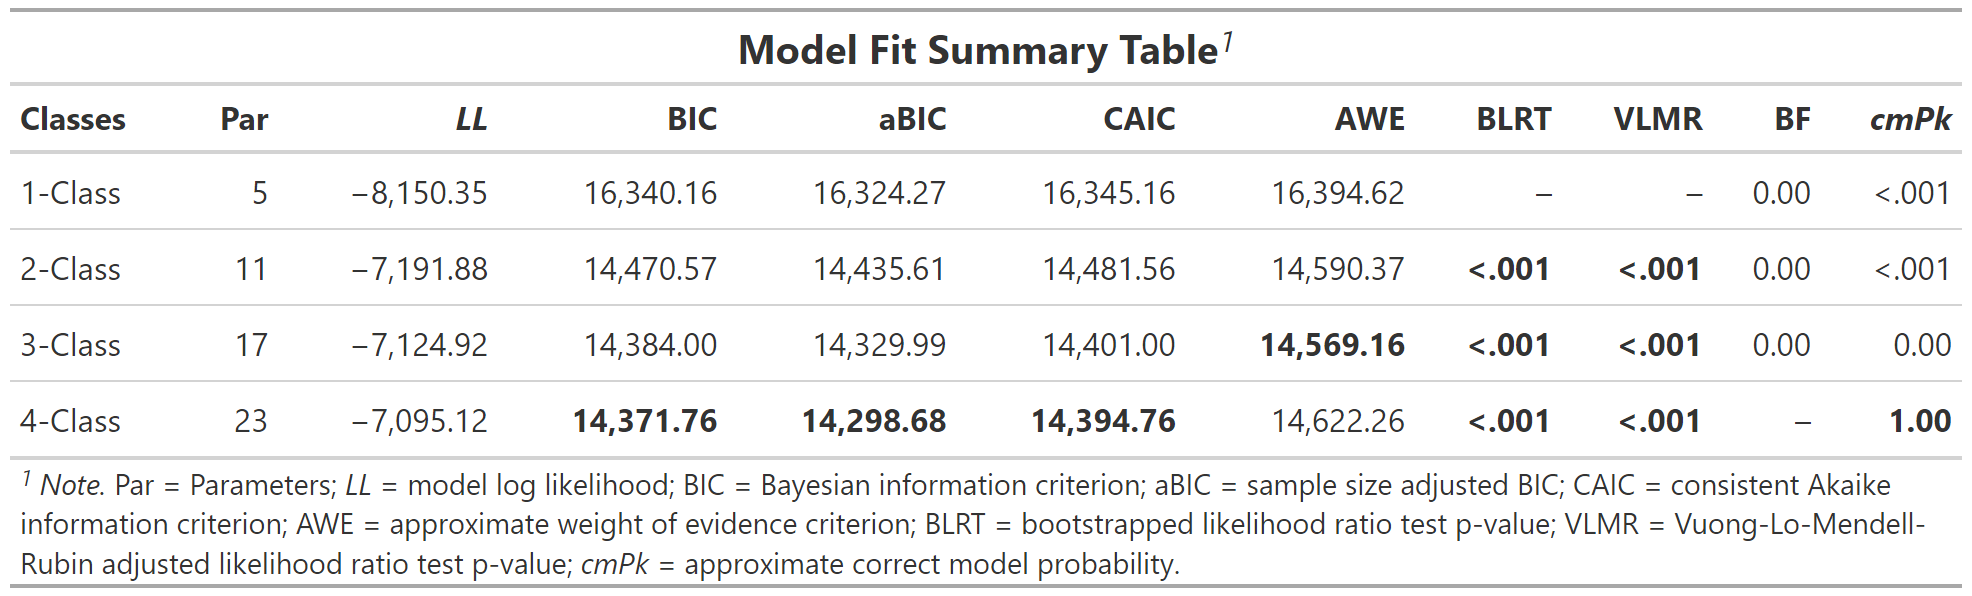 Model Fit Summary Table1
Classes Par LL BIC aBIC CAIC AWE BLRT VLMR BF cmPk
1-Class 5 −8,150.35 16,340.16 16,324.27 16,345.16 16,394.62 – – 0.00 <.001
2-Class 11 −7,191.88 14,470.57 14,435.61 14,481.56 14,590.37 <.001 <.001 0.00 <.001
3-Class 17 −7,124.92 14,384.00 14,329.99 14,401.00 14,569.16 <.001 <.001 0.00 0.00
4-Class 23 −7,095.12 14,371.76 14,298.68 14,394.76 14,622.26 <.001 <.001 – 1.00
1 Note. Par = Parameters; LL = model log likelihood; BIC = Bayesian information criterion; aBIC = sample size adjusted BIC; CAIC = consistent Akaike
information criterion; AWE = approximate weight of evidence criterion; BLRT = bootstrapped likelihood ratio test p-value; VLMR = Vuong-Lo-Mendell-
Rubin adjusted likelihood ratio test p-value; cmPk = approximate correct model probability.